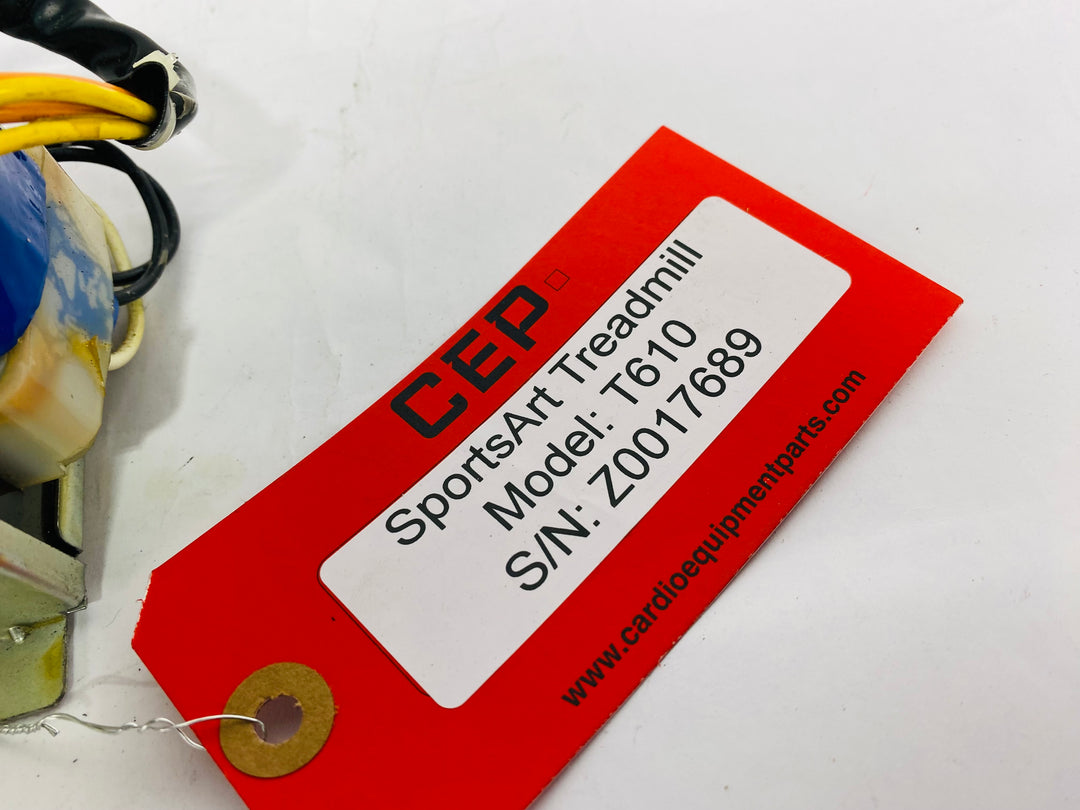 CEP
SportsArt Treadmill
Model: T610
S/N: Z0017689
www.cardioequipmentparts.com